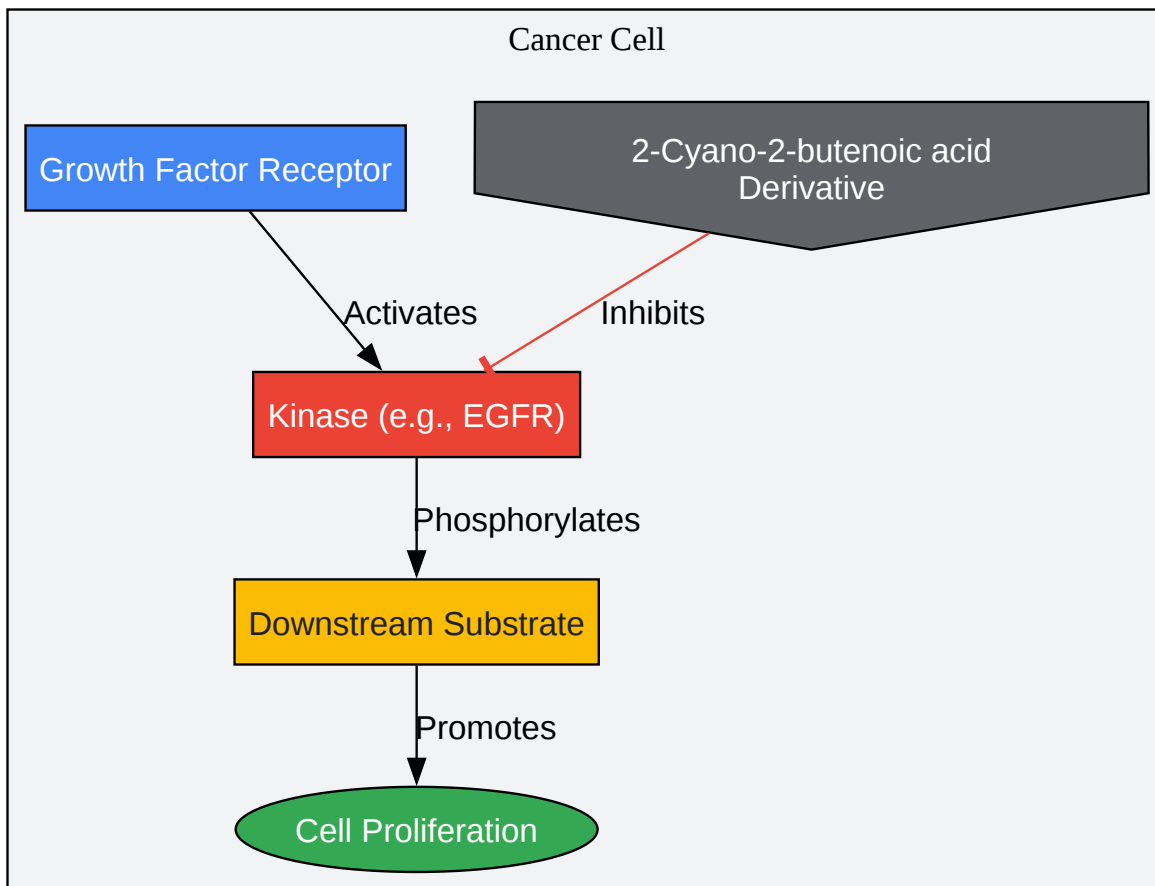 Cancer Cell
Growth Factor Receptor
2-Cyano-2-butenoic acid
Derivative
Activates
Inhibits
Kinase (e.g., EGFR)
Phosphorylates
Downstream Substrate
Promotes
Cell Proliferation